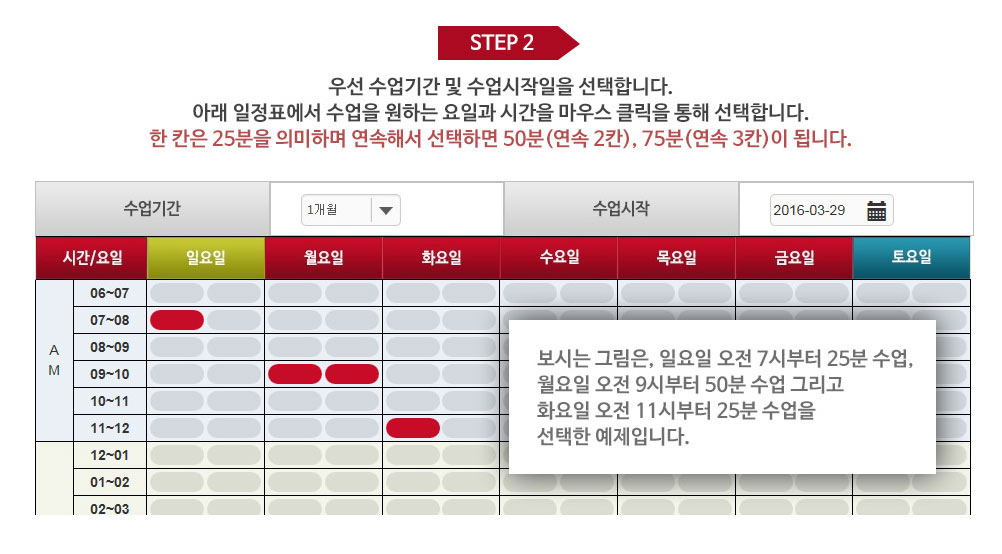 STEP 2
우선 수업기간 및 수업시작일을 선택합니다.
아래 일정표에서 수업을 원하는 요일과 시간을 마우스 클릭을 통해 선택합니다.
한 칸은 25분을 의미하며 연속해서 선택하면 50분(연속 2칸), 75분(연속 3칸)이 됩니다.
수업기간 1개월 수업시작 2016-03-29
시간/요일 일요일 월요일 화요일 수요일 목요일 금요일 토요일
AM
06~07
07~08
08~09
09~10
10~11
11~12
12~01
01~02
02~03
보시는 그림은, 일요일 오전 7시부터 25분 수업,
월요일 오전 9시부터 50분 수업 그리고
화요일 오전 11시부터 25분 수업을
선택한 예제입니다.